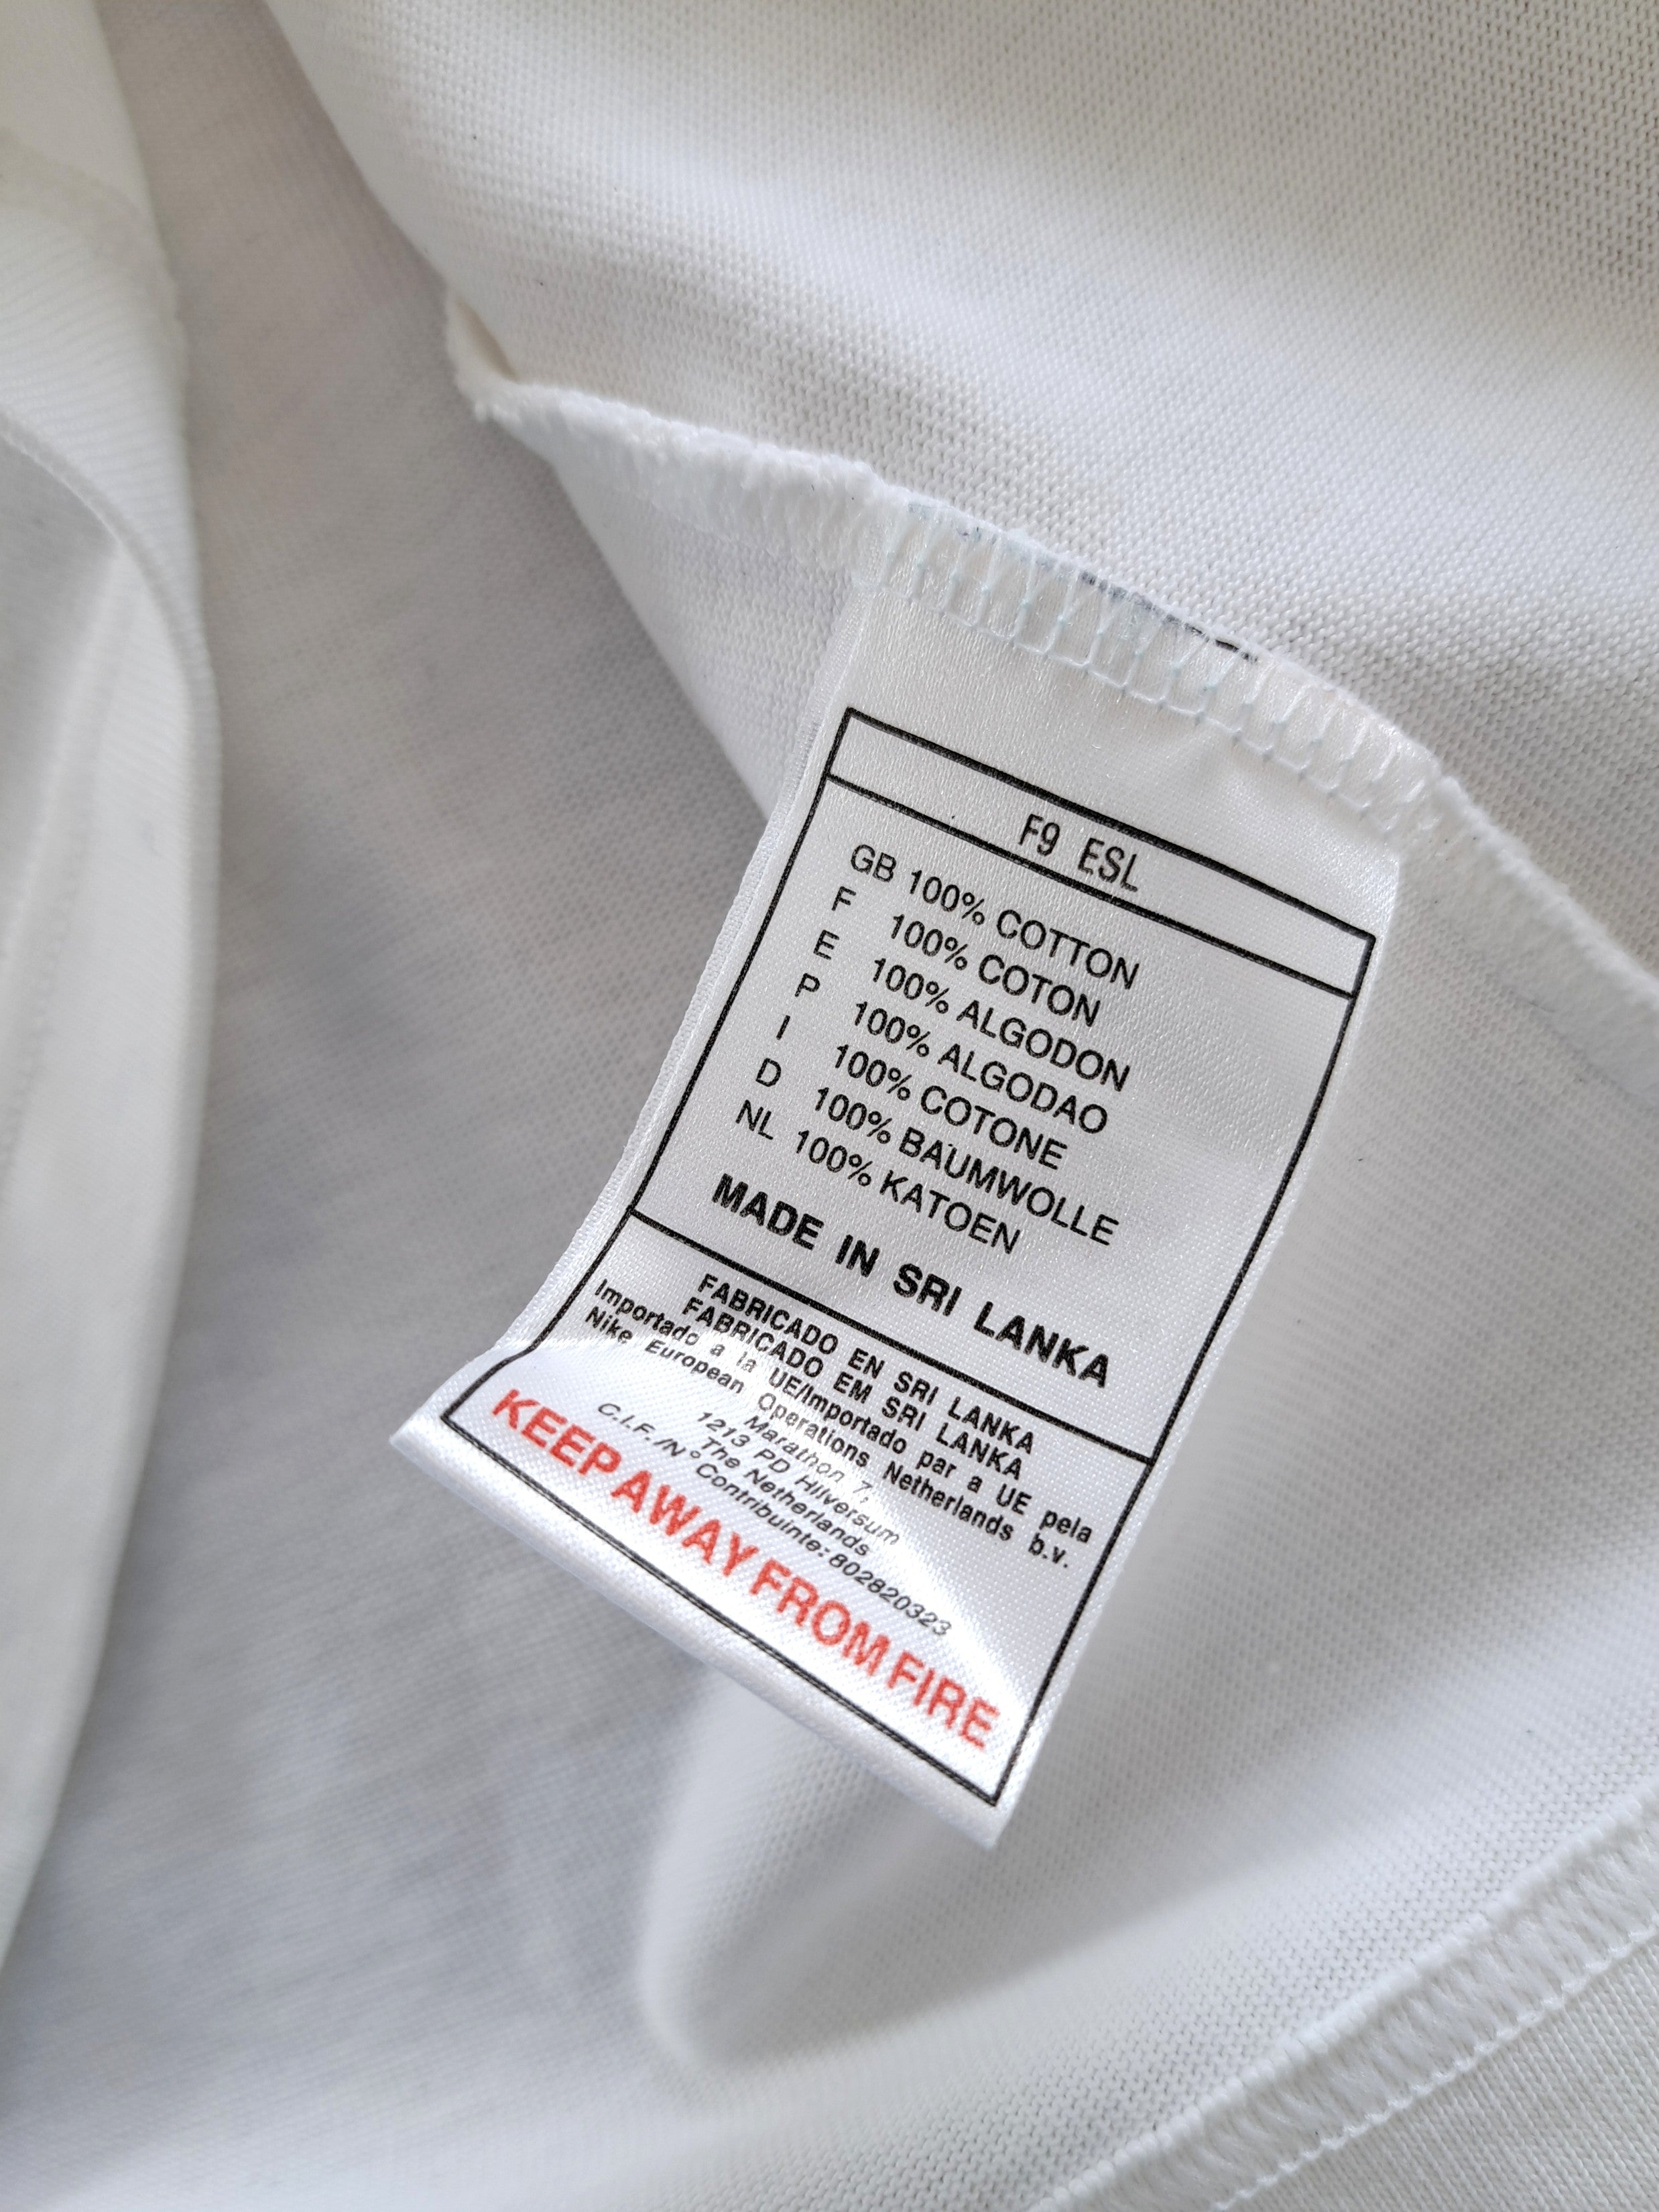 F9 ESL
GB 100% COTTON
F 100% COTON
E 100% ALGODON
P 100% ALGODAO
I 100% COTONE
D 100% BAUMWOLLE
NL 100% KATOEN
MADE IN SRI LANKA
FABRICADO EN SRI LANKA
FABRICADO EM SRI LANKA
Importado a la UE/Importado par a UE pela
Nike European Operations Netherlands b.v.
Marathon 7,
1213 PD Hilversum
The Netherlands
C.I.F./N° Contribuinte: 802820323
KEEP AWAY FROM FIRE